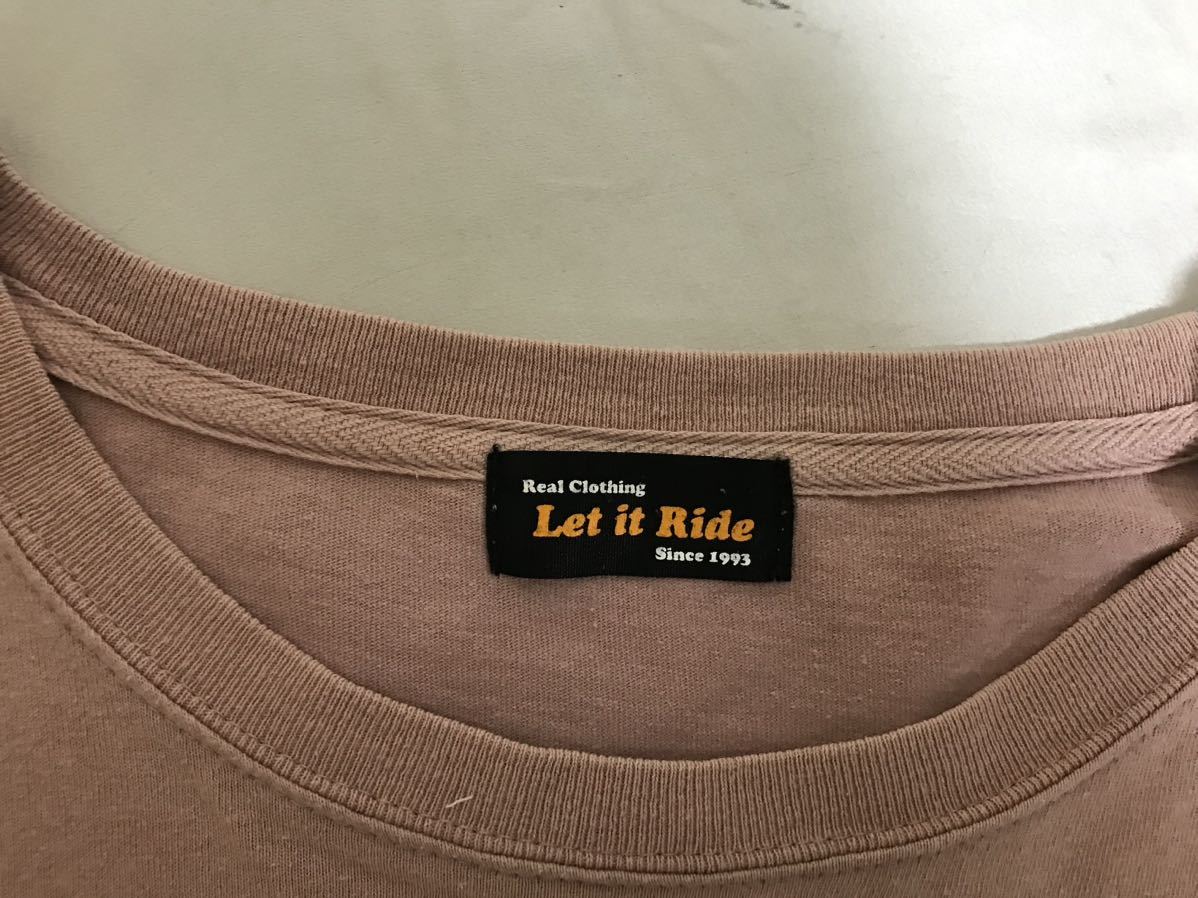 Real Clothing
Let it Ride
Since 1993